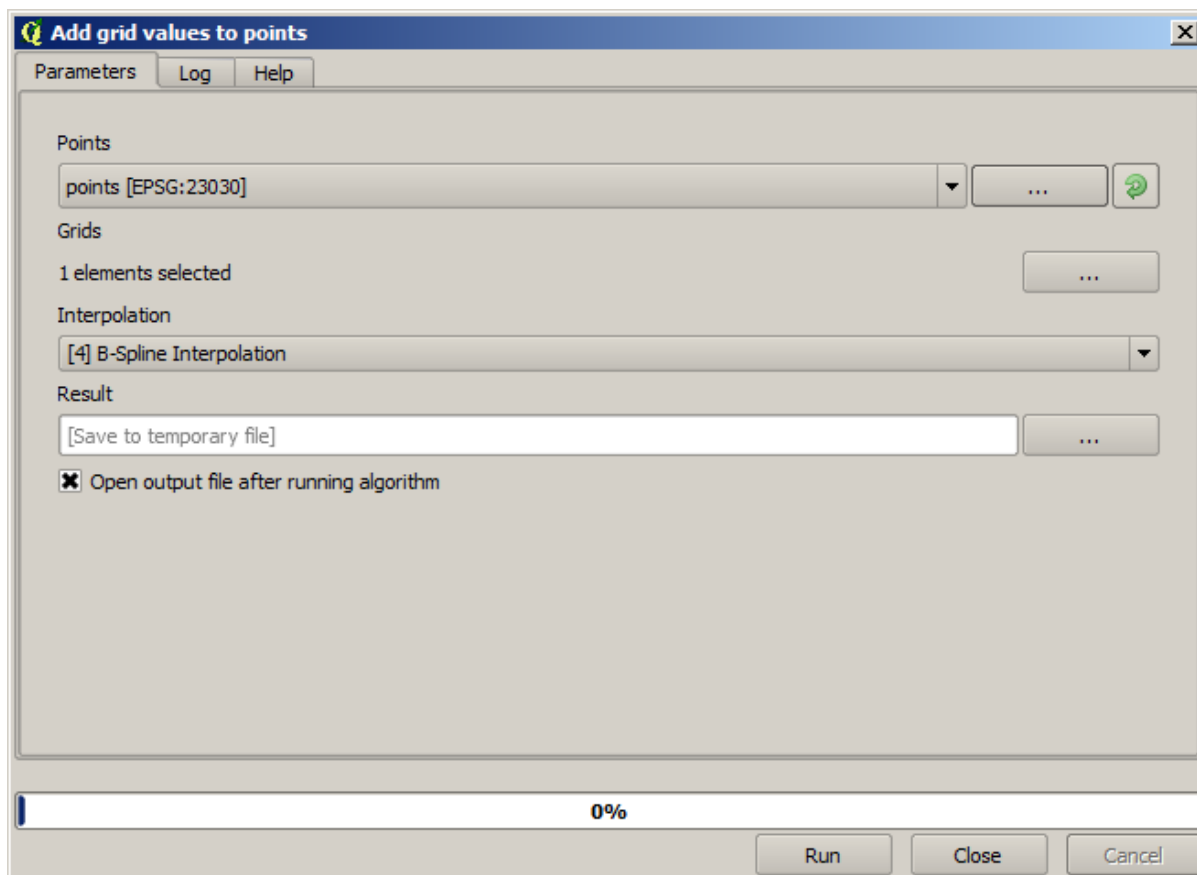 Add grid values to points
Parameters Log Help
Points
points [EPSG:23030] ...
Grids
1 elements selected ...
Interpolation
[4] B-Spline Interpolation
Result
[Save to temporary file] ...
Open output file after running algorithm
0%
Run Close Cancel